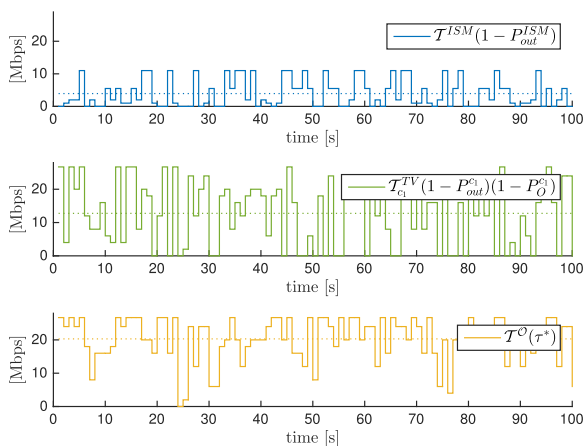 [Mbps]
20
10
0
𝒯^{ISM}(1 − P_{out}^{ISM})
0 10 20 30 40 50 60 70 80 90 100
time [s]
[Mbps]
20
10
0
𝒯_{c_1}^{TV}(1 − P_{out}^{c_1})(1 − P_O^{c_1})
0 10 20 30 40 50 60 70 80 90 100
time [s]
[Mbps]
20
10
0
𝒯^𝒪(τ*)
0 10 20 30 40 50 60 70 80 90 100
time [s]